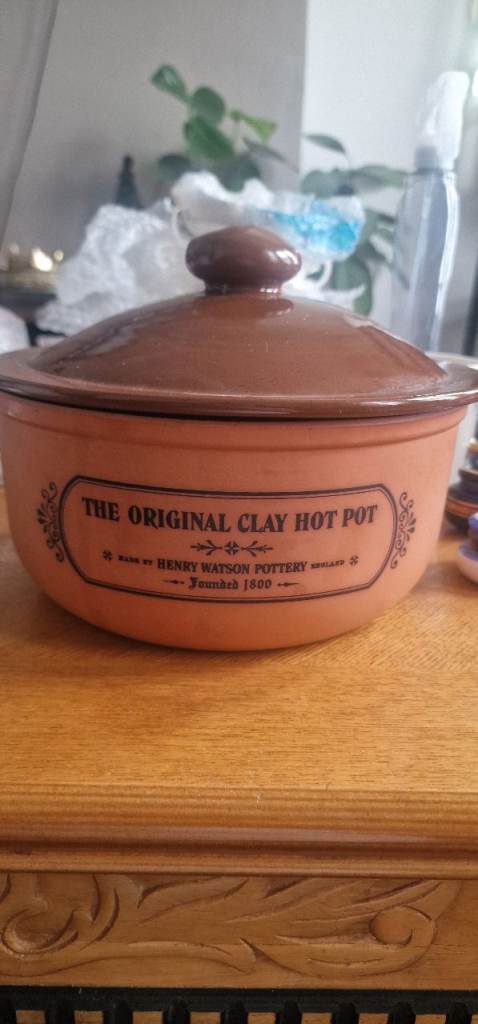 THE ORIGINAL CLAY HOT POT
MADE BY HENRY WATSON POTTERY ENGLAND
Founded 1800